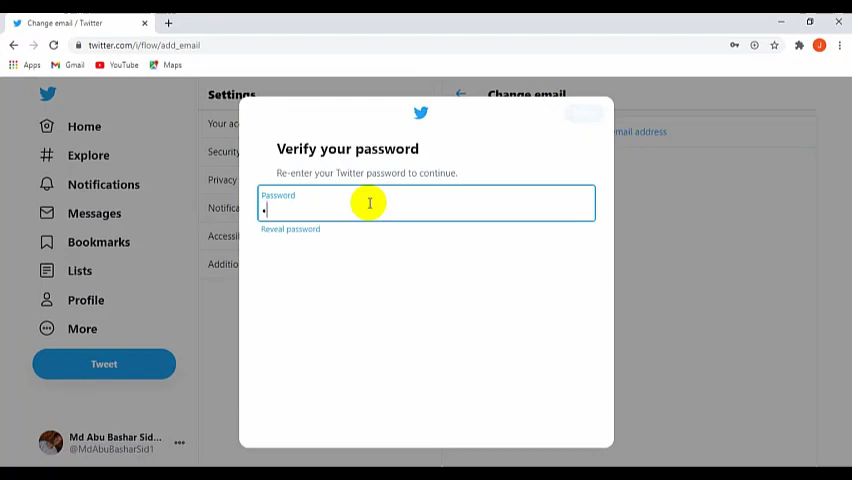 Change email / Twitter
twitter.com/i/flow/add_email
J
Apps Gmail YouTube Maps
Settings
Change email
Home
Explore
Notifications
Messages
Bookmarks
Lists
Profile
More
Tweet
Md Abu Bashar Sid...
@MdAbuBasharSid1
Your ac
Security
Privacy
Notifica
Accessi
Additio
email address
Verify your password
Re-enter your Twitter password to continue.
Password
Reveal password